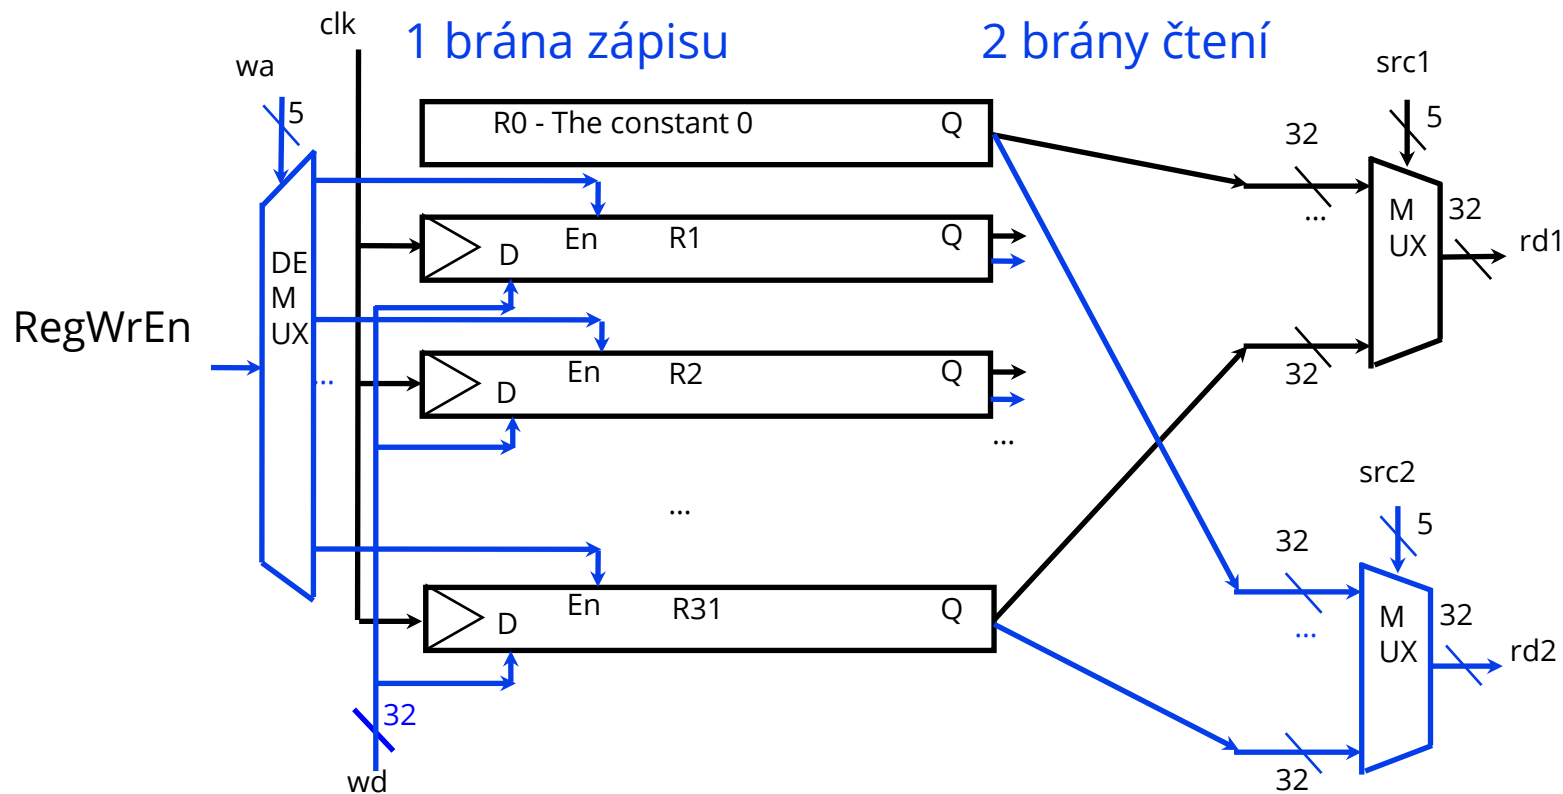 clk
1 brána zápisu
2 brány čtení
wa
5
src1
5
R0 - The constant 0
Q
32
...
32
M
UX
rd1
32
DE
M
UX
...
RegWrEn
D
En
R1
Q
D
En
R2
Q
...
...
D
En
R31
Q
32
wd
src2
5
32
...
32
M
UX
32
rd2